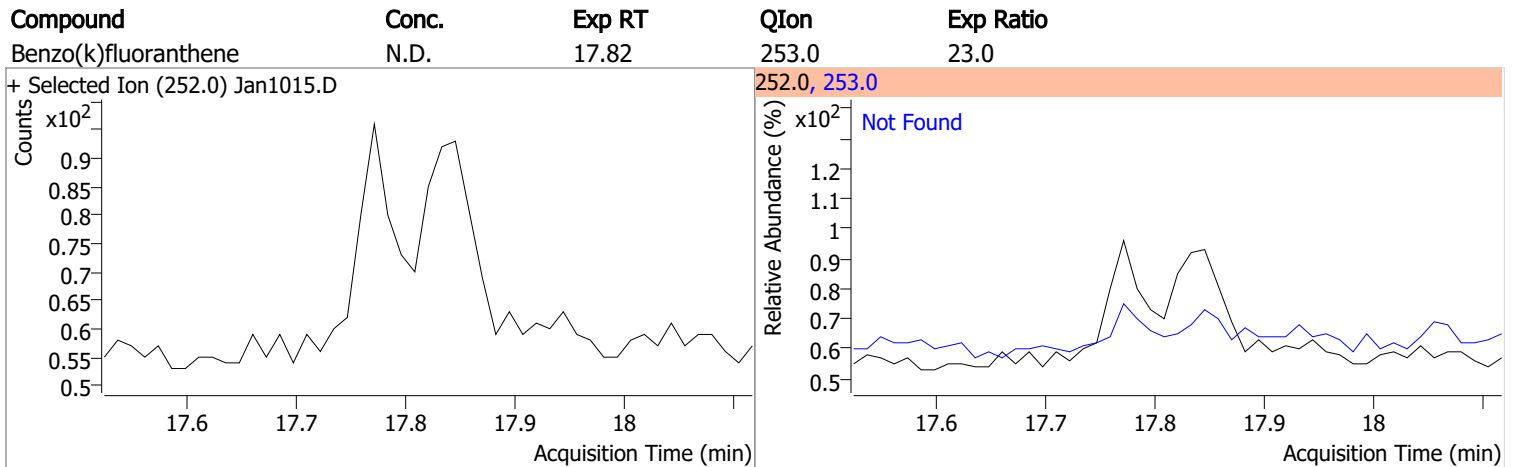 Compound Conc. Exp RT QIon Exp Ratio
Benzo(k)fluoranthene N.D. 17.82 253.0 23.0
+ Selected Ion (252.0) Jan1015.D
Counts
x10²
0.9
0.85
0.8
0.75
0.7
0.65
0.6
0.55
0.5
17.6 17.7 17.8 17.9 18
Acquisition Time (min)
252.0, 253.0
Relative Abundance (%)
x10²
Not Found
1.2
1.1
1
0.9
0.8
0.7
0.6
0.5
17.6 17.7 17.8 17.9 18
Acquisition Time (min)